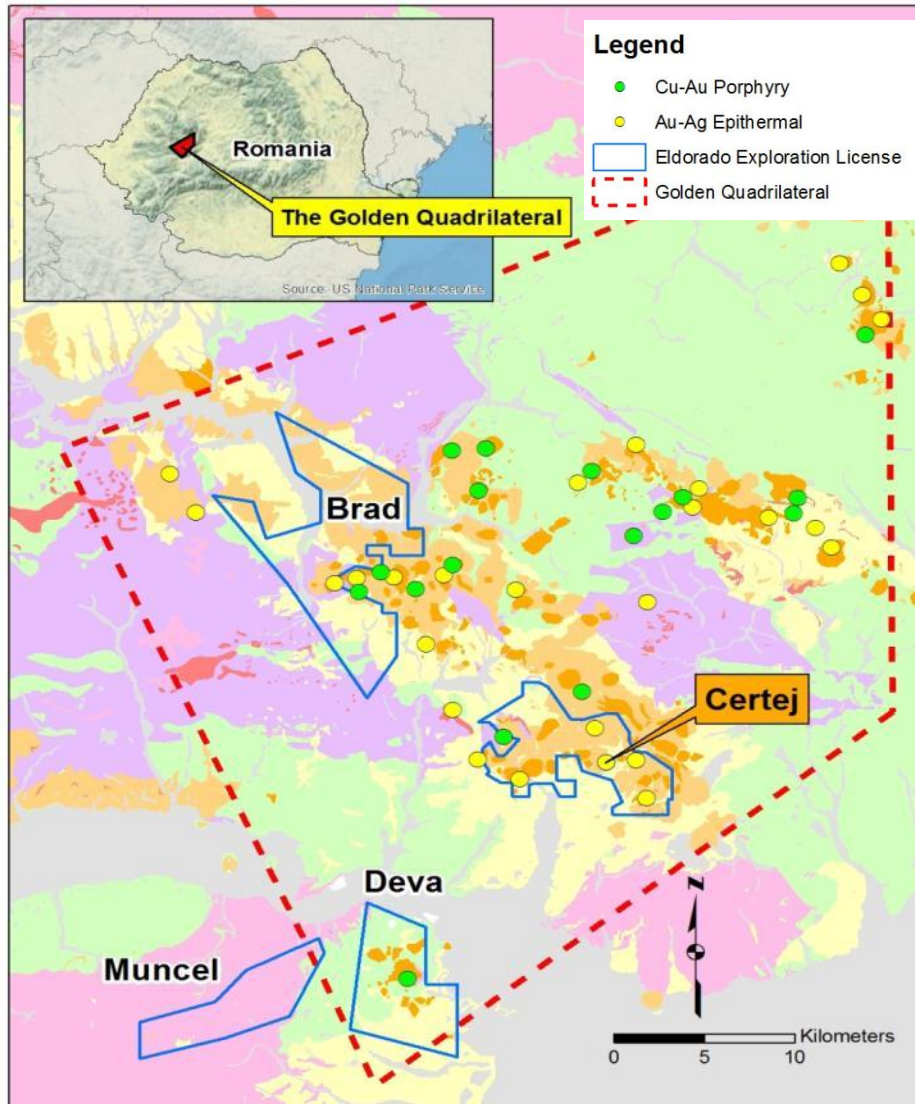 Romania
The Golden Quadrilateral
Source: US National Park Service
Legend
Cu-Au Porphyry
Au-Ag Epithermal
Eldorado Exploration License
Golden Quadrilateral
Brad
Certej
Deva
Muncel
N
Kilometers
0 5 10